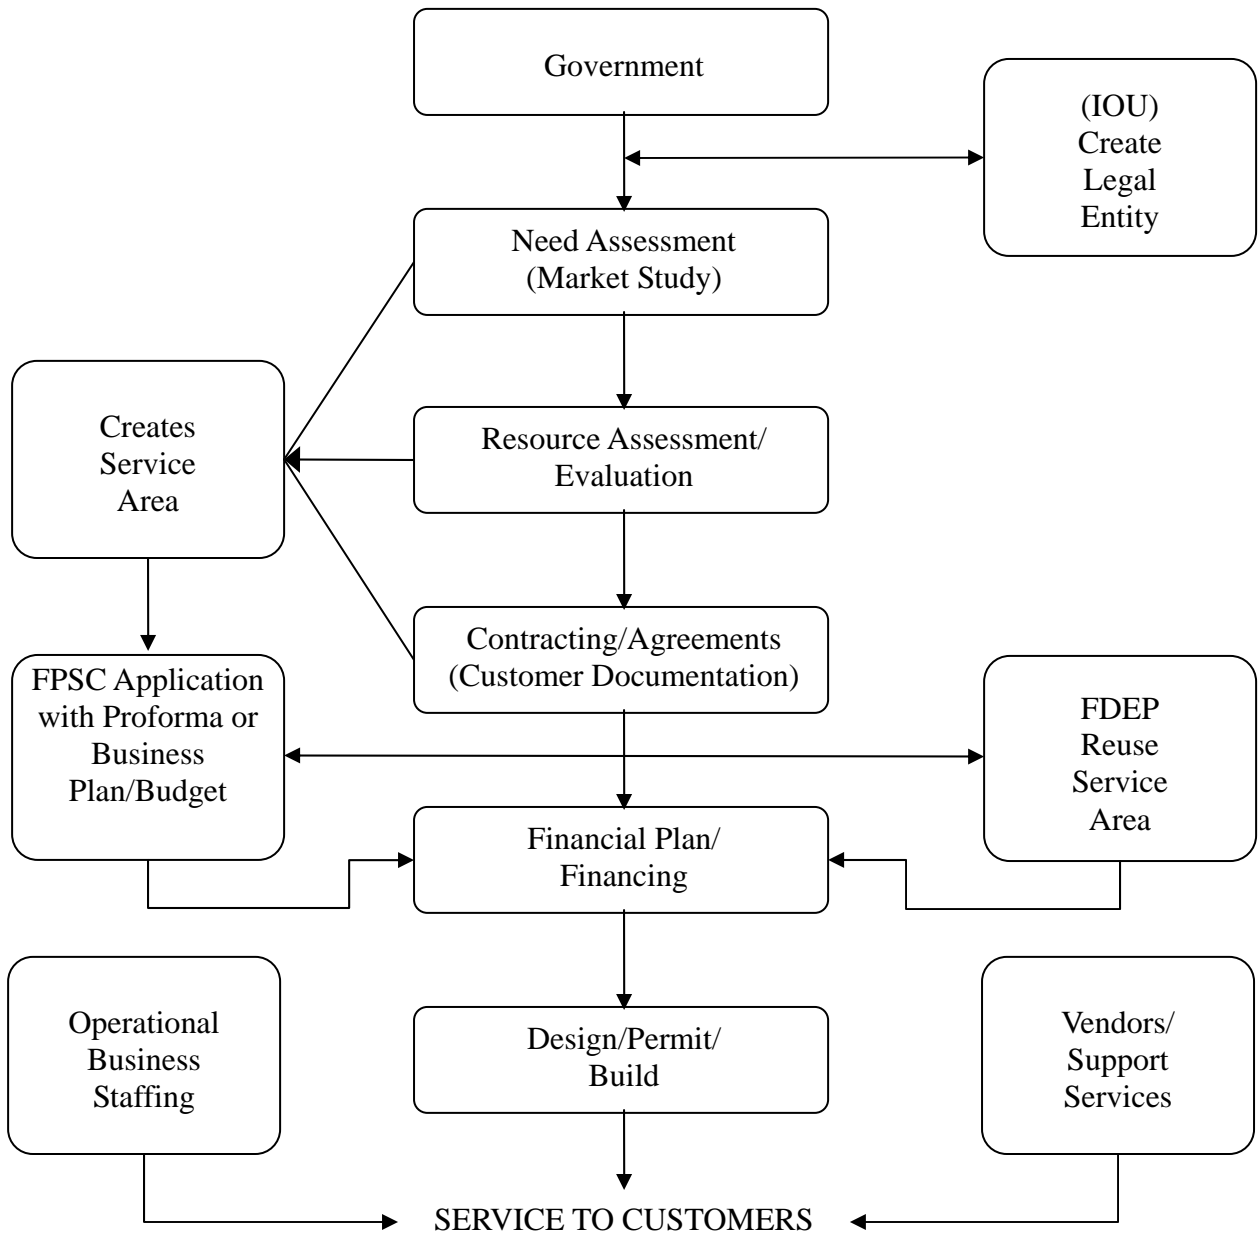 Government
(IOU)
Create
Legal
Entity
Need Assessment
(Market Study)
Creates
Service
Area
Resource Assessment/
Evaluation
Contracting/Agreements
(Customer Documentation)
FPSC Application
with Proforma or
Business
Plan/Budget
FDEP
Reuse
Service
Area
Financial Plan/
Financing
Operational
Business
Staffing
Design/Permit/
Build
Vendors/
Support
Services
SERVICE TO CUSTOMERS